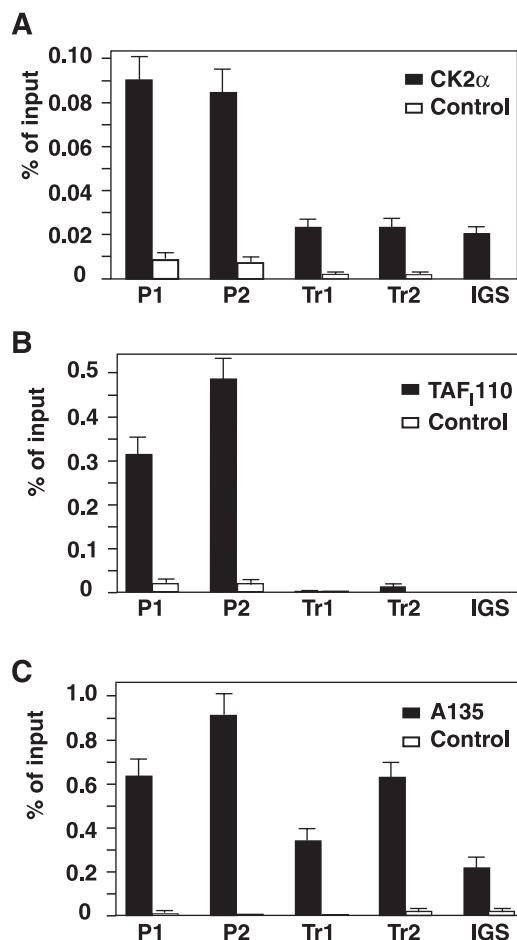 A
% of input
0.10
0.08
0.06
0.04
0.02
0
CK2α
Control
P1 P2 Tr1 Tr2 IGS
B
% of input
0.5
0.4
0.3
0.2
0.1
0
TAFI110
Control
P1 P2 Tr1 Tr2 IGS
C
% of input
1.0
0.8
0.6
0.4
0.2
0
A135
Control
P1 P2 Tr1 Tr2 IGS